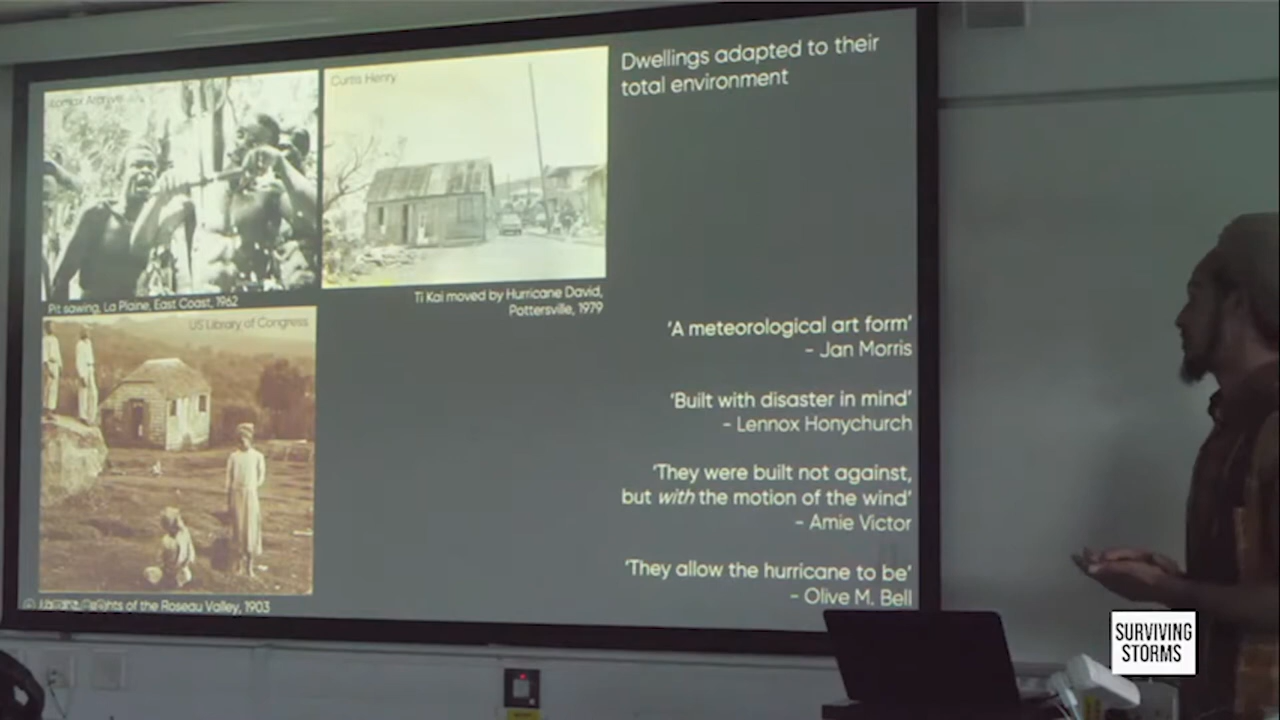 Dwellings adapted to their
total environment
Lomax Archive
Curtis Henry
Pit sawing, La Plaine, East Coast, 1962
Ti Kai moved by Hurricane David,
Pottersville, 1979
US Library of Congress
of the Roseau Valley, 1903
'A meteorological art form'
- Jan Morris
'Built with disaster in mind'
- Lennox Honychurch
'They were built not against,
but with the motion of the wind'
- Amie Victor
'They allow the hurricane to be'
- Olive M. Bell
SURVIVING
STORMS